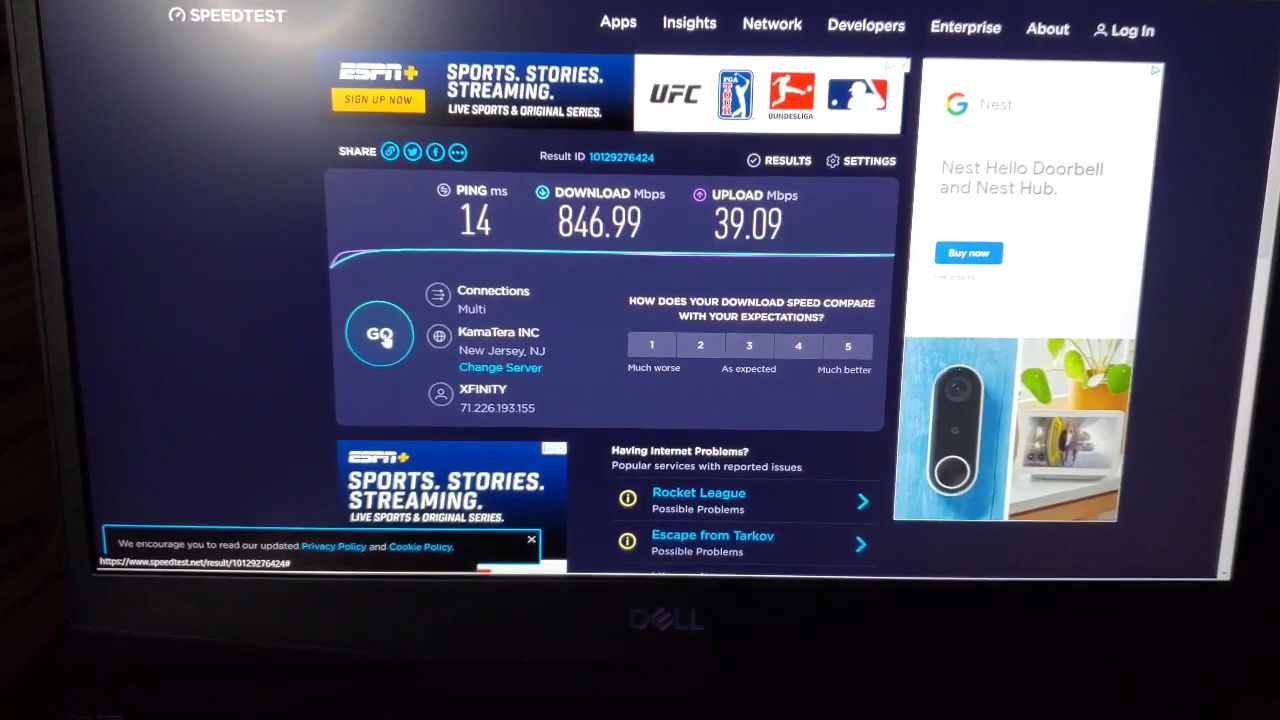 SPEEDTEST
Apps
Insights
Network
Developers
Enterprise
About
Log In
ESPN+
SIGN UP NOW
SPORTS. STORIES.
STREAMING.
LIVE SPORTS & ORIGINAL SERIES.
UFC
PGA
TOUR
BUNDESLIGA
Nest
Nest Hello Doorbell
and Nest Hub.
Buy now
SHARE
Result ID 10129276424
RESULTS
SETTINGS
PING ms
14
DOWNLOAD Mbps
846.99
UPLOAD Mbps
39.09
GO
Connections
Multi
KamaTera INC
New Jersey, NJ
Change Server
XFINITY
71.226.193.155
HOW DOES YOUR DOWNLOAD SPEED COMPARE
WITH YOUR EXPECTATIONS?
1 2 3 4 5
Much worse As expected Much better
ESPN+
SPORTS. STORIES.
STREAMING.
LIVE SPORTS & ORIGINAL SERIES.
Having Internet Problems?
Popular services with reported issues
Rocket League
Possible Problems
Escape from Tarkov
Possible Problems
We encourage you to read our updated Privacy Policy and Cookie Policy.
https://www.speedtest.net/result/10129276424#
DELL